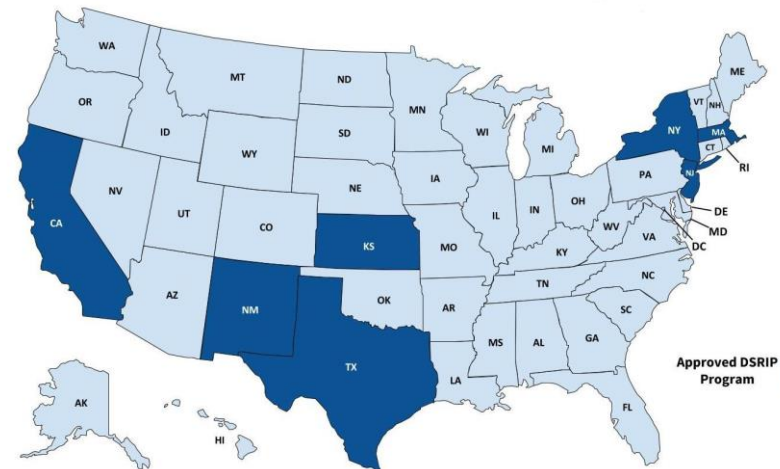 WA
MT
ND
MN
ME
VT
NH
OR
ID
SD
WI
NY
MA
WY
MI
CT
RI
IA
PA
NJ
NE
NV
OH
IL
IN
DE
UT
CO
MD
CA
KS
MO
WV
VA
DC
KY
NC
TN
AZ
OK
NM
AR
SC
MS
AL
GA
TX
LA
Approved DSRIP
Program
AK
FL
HI